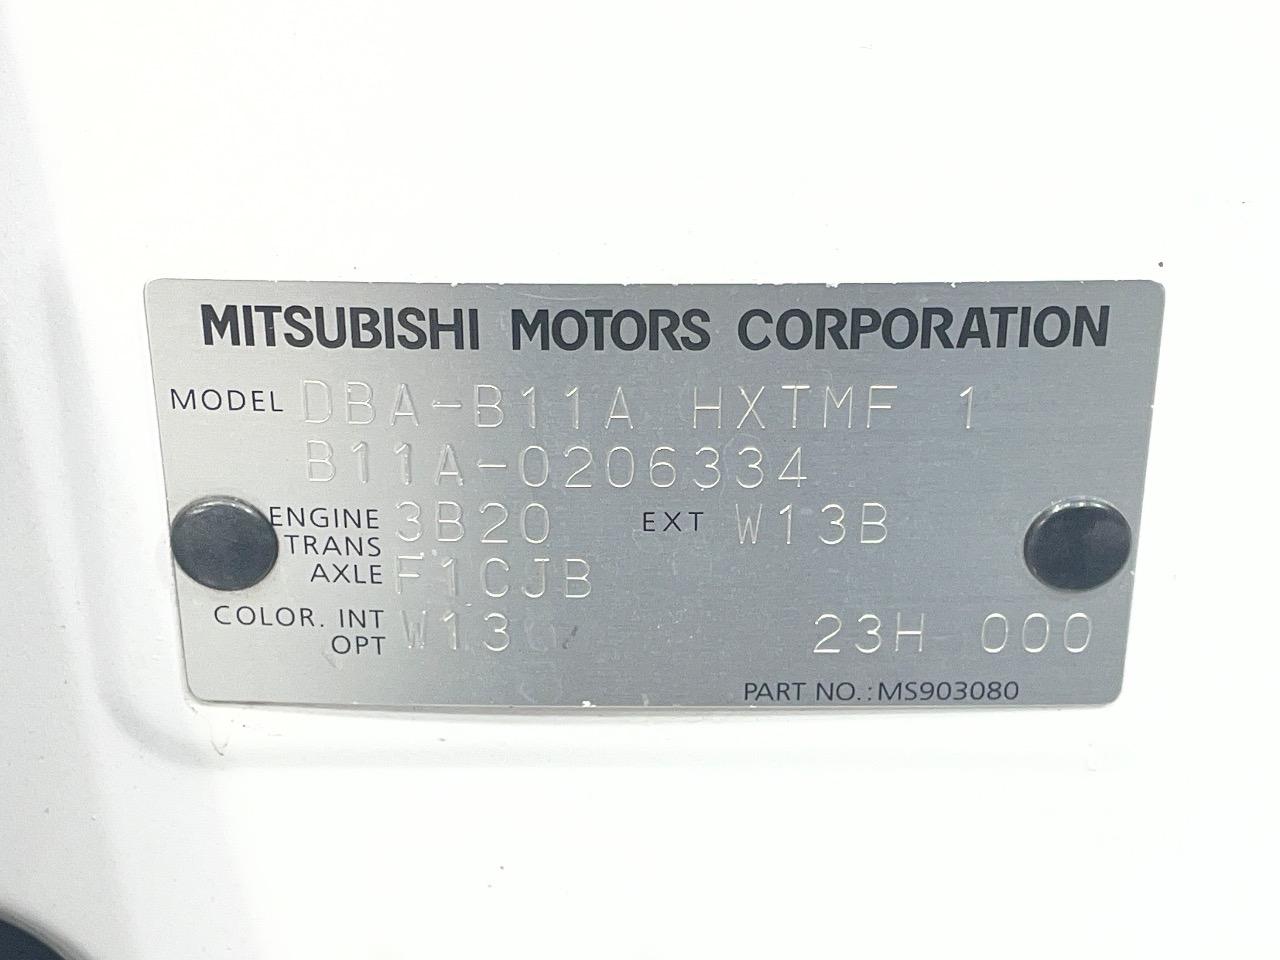 MITSUBISHI MOTORS CORPORATION
MODEL DBA-B11A HXTMF 1
B11A-0206334
ENGINE 3B20 EXT W13B
TRANS
AXLE F1CJB
COLOR. INT W13 23H 000
OPT
PART NO.:MS903080